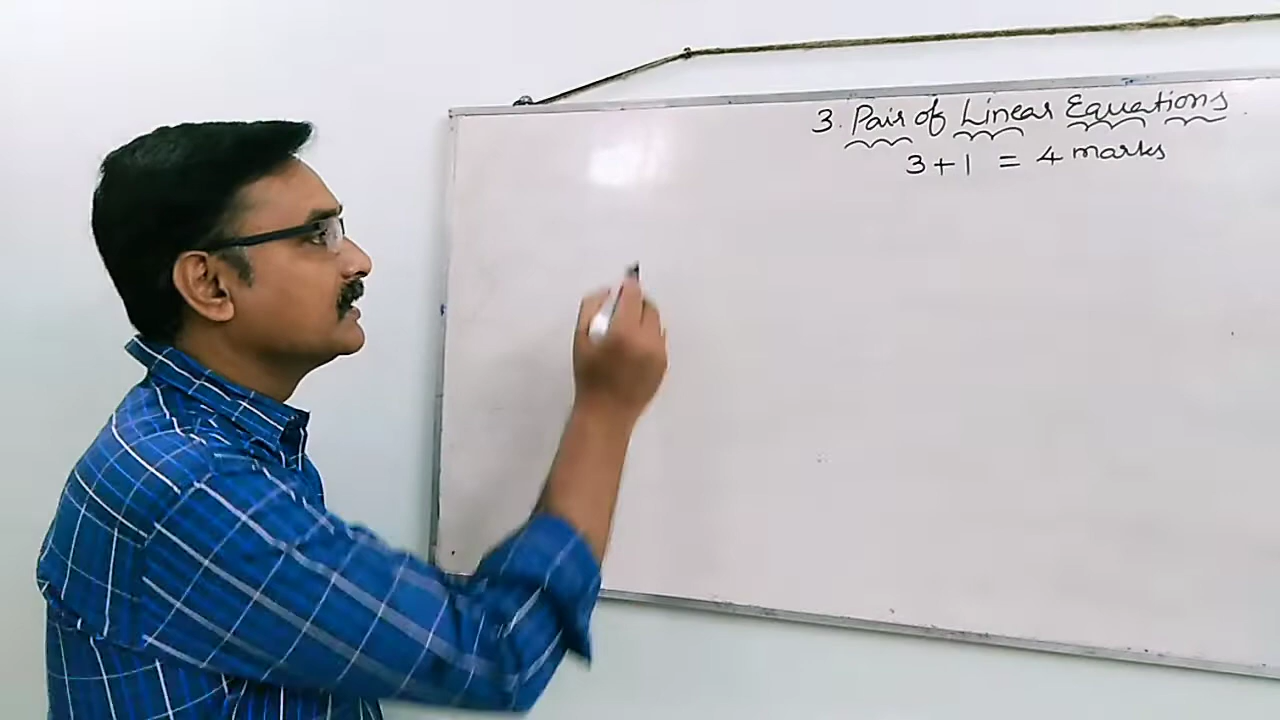 3. Pair of Linear Equations.
3 + 1 = 4 marks